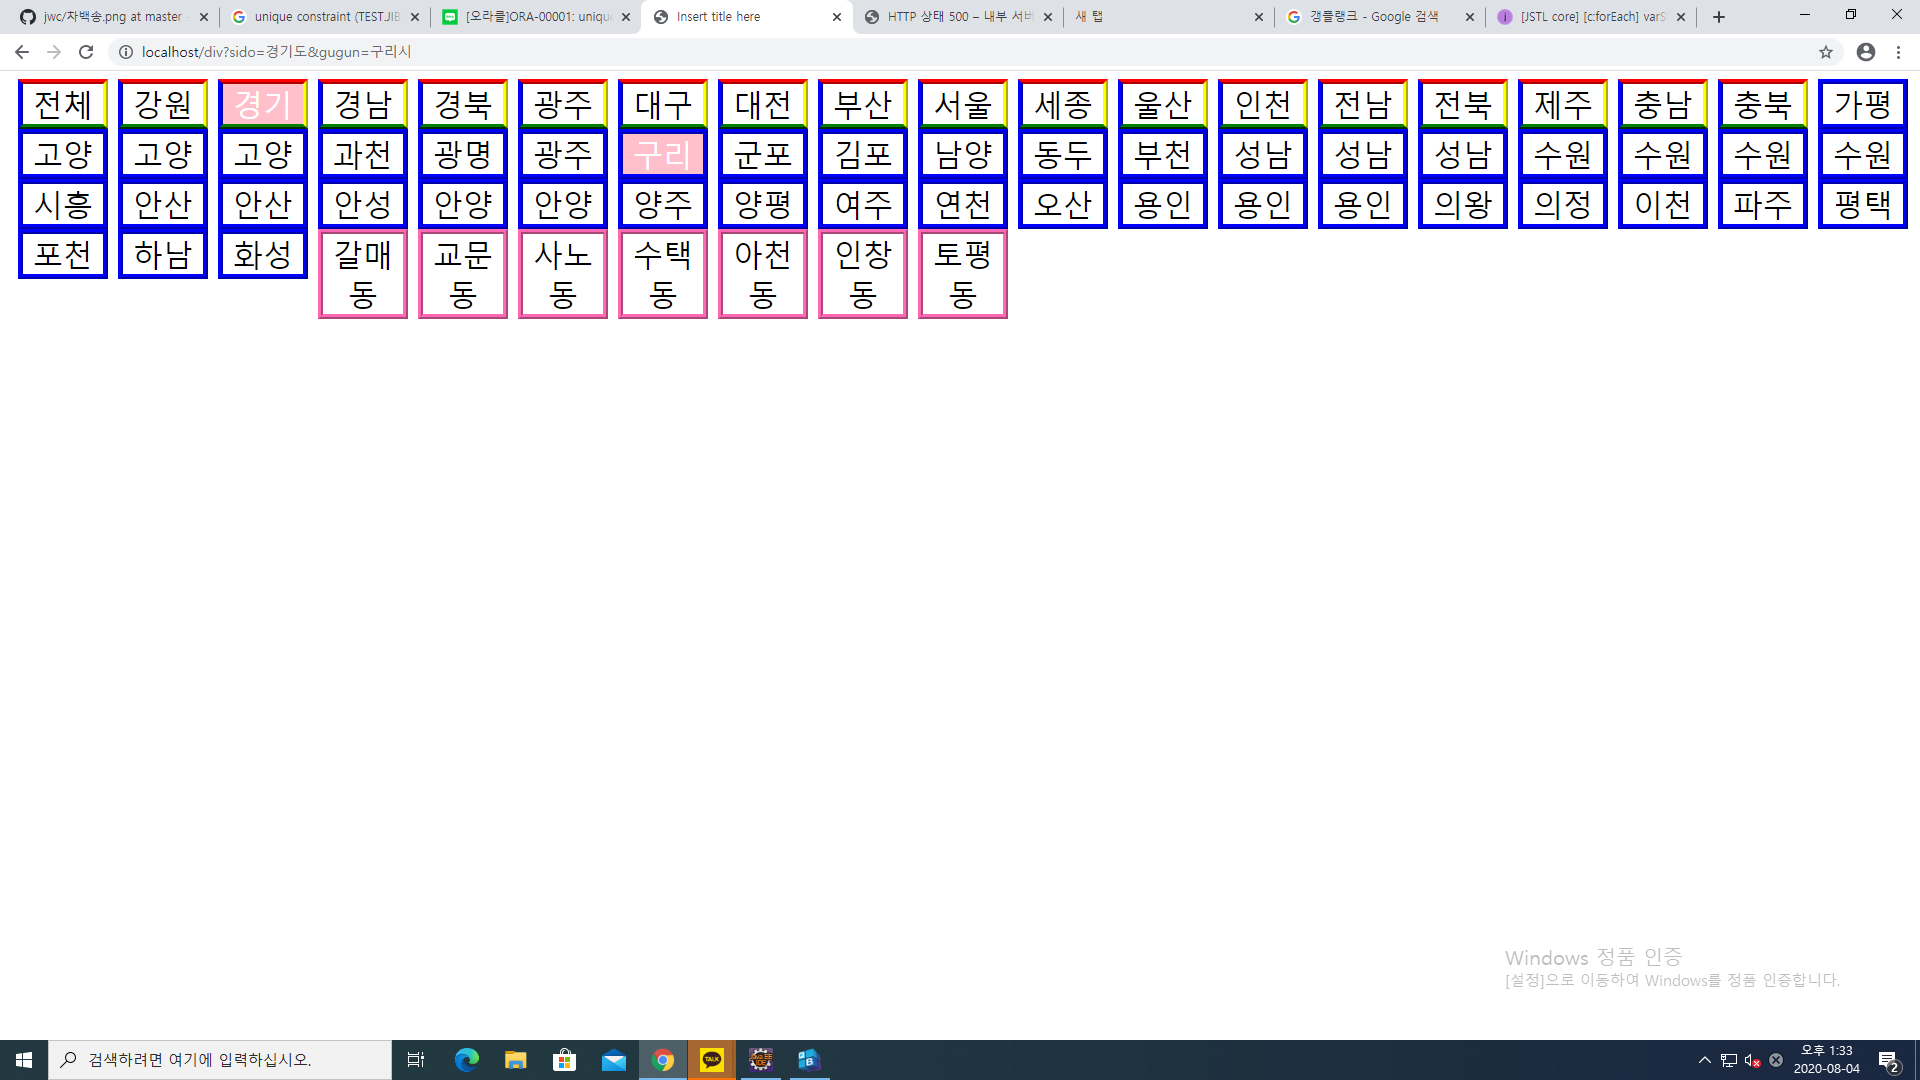 jwc/차백송.png at master
unique constraint (TEST.JIB
[오라클]ORA-00001: uniqu
Insert title here
HTTP 상태 500 – 내부 서버
새 탭
갱플랭크 - Google 검색
[JSTL core] [c:forEach] varS
localhost/div?sido=경기도&gugun=구리시
전체 강원 경기 경남 경북 광주 대구 대전 부산 서울 세종 울산 인천 전남 전북 제주 충남 충북 가평
고양 고양 고양 과천 광명 광주 구리 군포 김포 남양 동두 부천 성남 성남 성남 수원 수원 수원 수원
시흥 안산 안산 안성 안양 안양 양주 양평 여주 연천 오산 용인 용인 용인 의왕 의정 이천 파주 평택
포천 하남 화성 갈매 교문 사노 수택 아천 인창 토평
동 동 동 동 동 동 동
Windows 정품 인증
[설정]으로 이동하여 Windows를 정품 인증합니다.
검색하려면 여기에 입력하십시오.
TALK
오후 1:33
2020-08-04
2